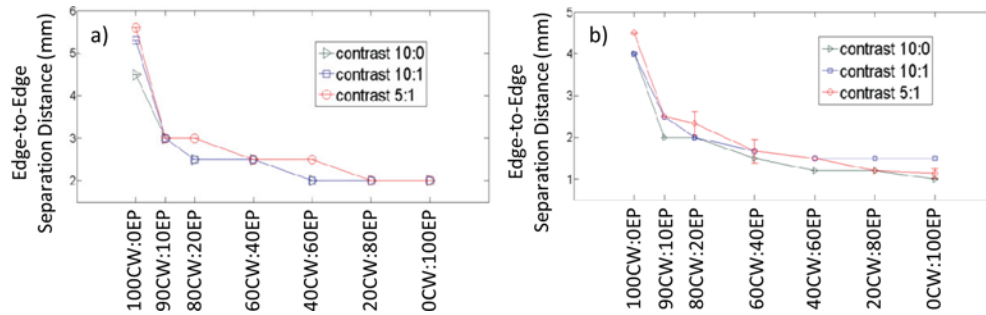 a)
Edge-to-Edge
Separation Distance (mm)
6
5
4
3
2
contrast 10:0
contrast 10:1
contrast 5:1
100CW:0EP
90CW:10EP
80CW:20EP
60CW:40EP
40CW:60EP
20CW:80EP
0CW:100EP
b)
Edge-to-Edge
Separation Distance (mm)
5
4
3
2
1
contrast 10:0
contrast 10:1
contrast 5:1
100CW:0EP
90CW:10EP
80CW:20EP
60CW:40EP
40CW:60EP
20CW:80EP
0CW:100EP